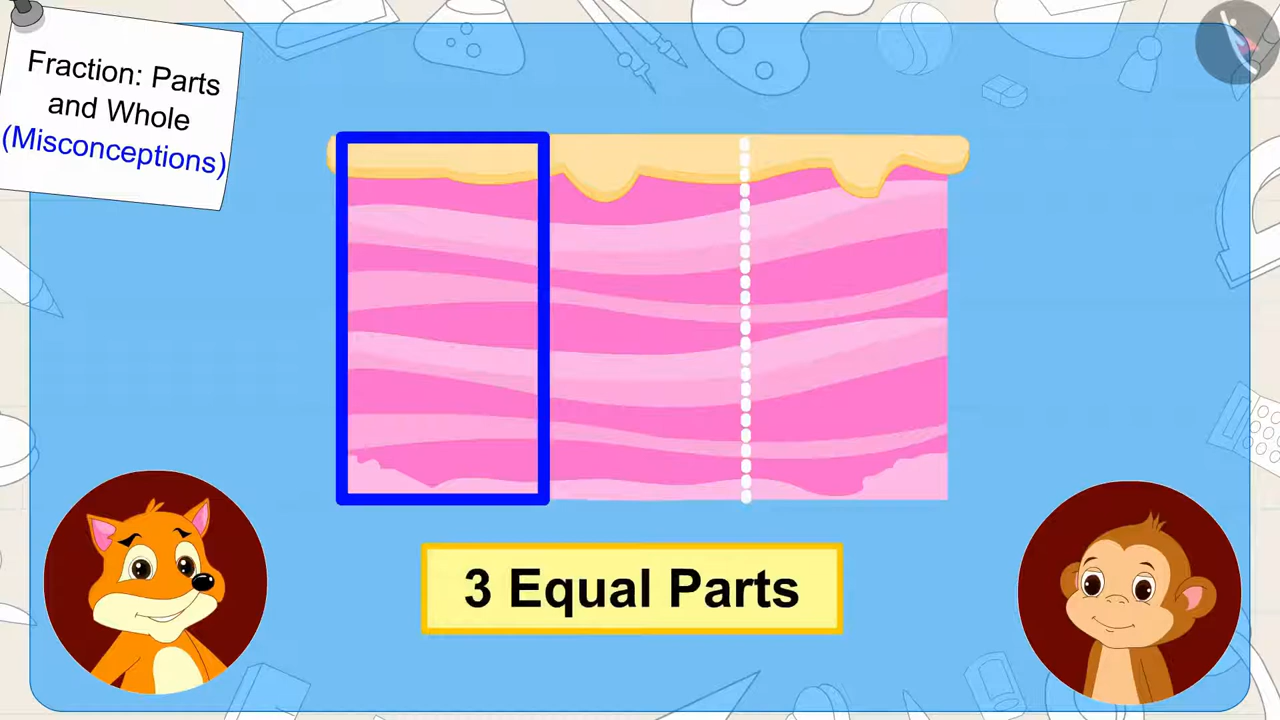 Fraction: Parts
and Whole
(Misconceptions)
3 Equal Parts